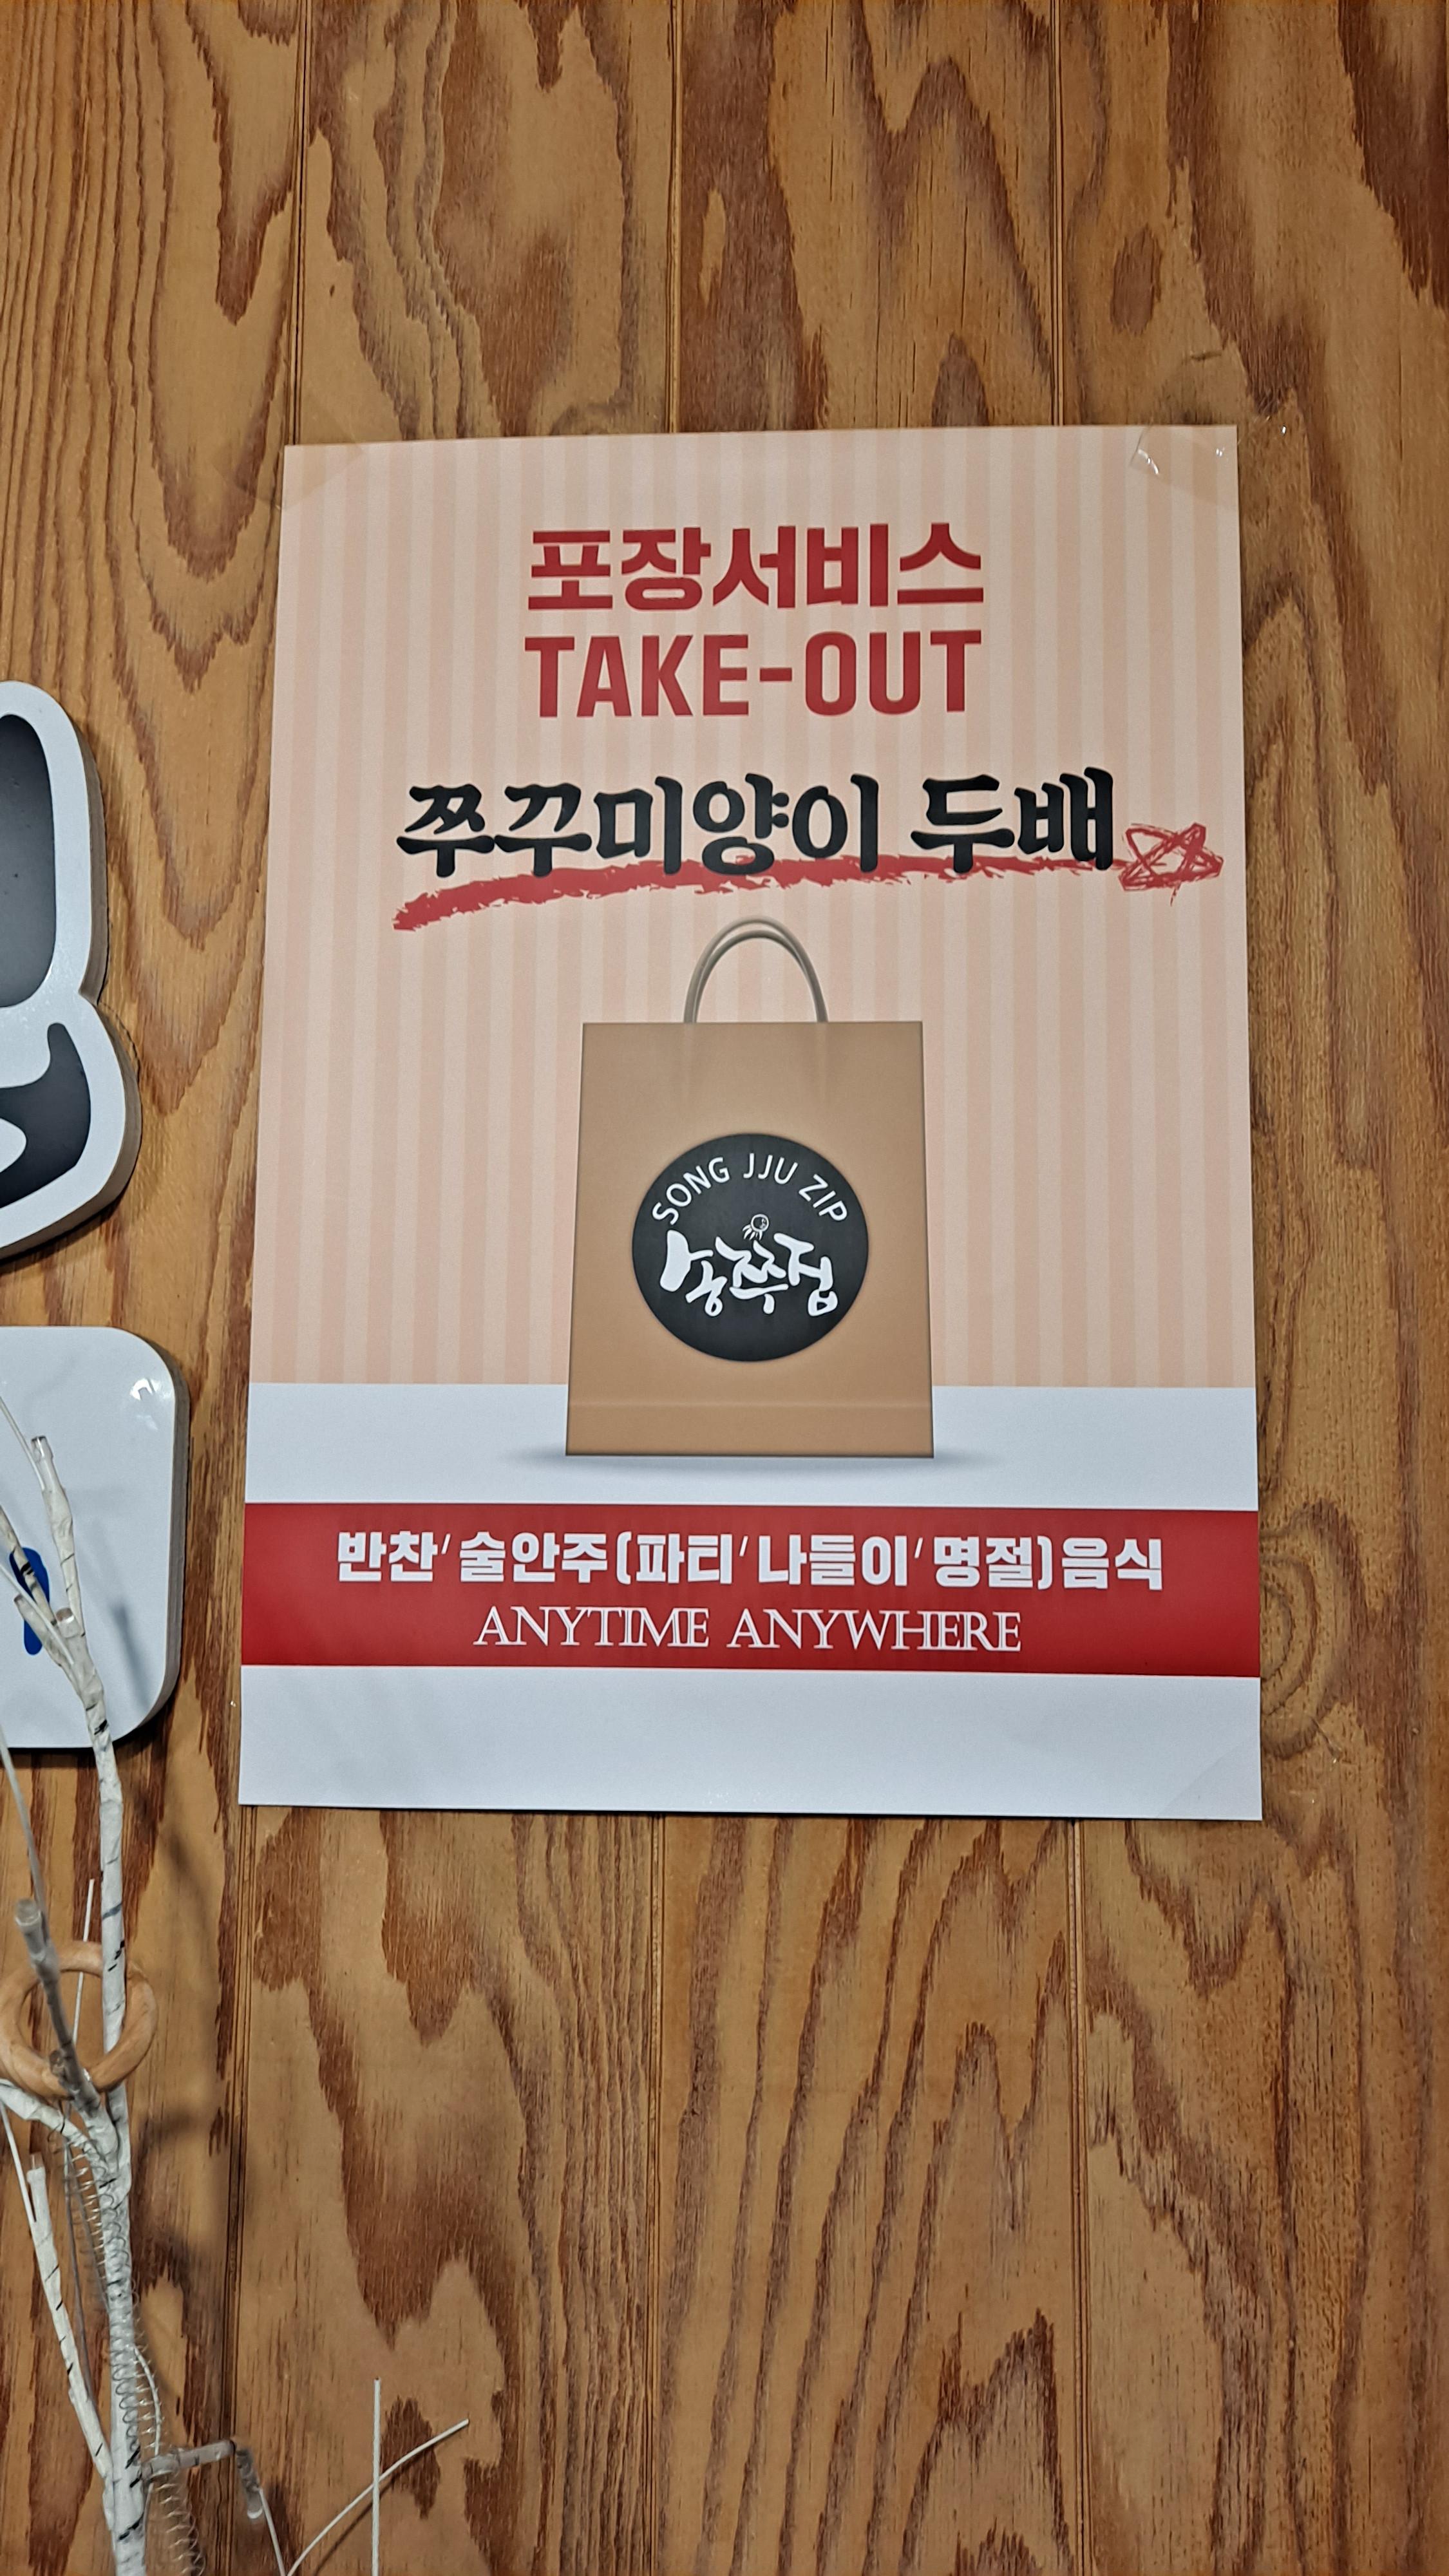 포장서비스
TAKE-OUT
쭈꾸미양이 두배
SONG JJU ZIP
송쭈집
반찬' 술안주(파티' 나들이' 명절)음식
ANYTIME ANYWHERE